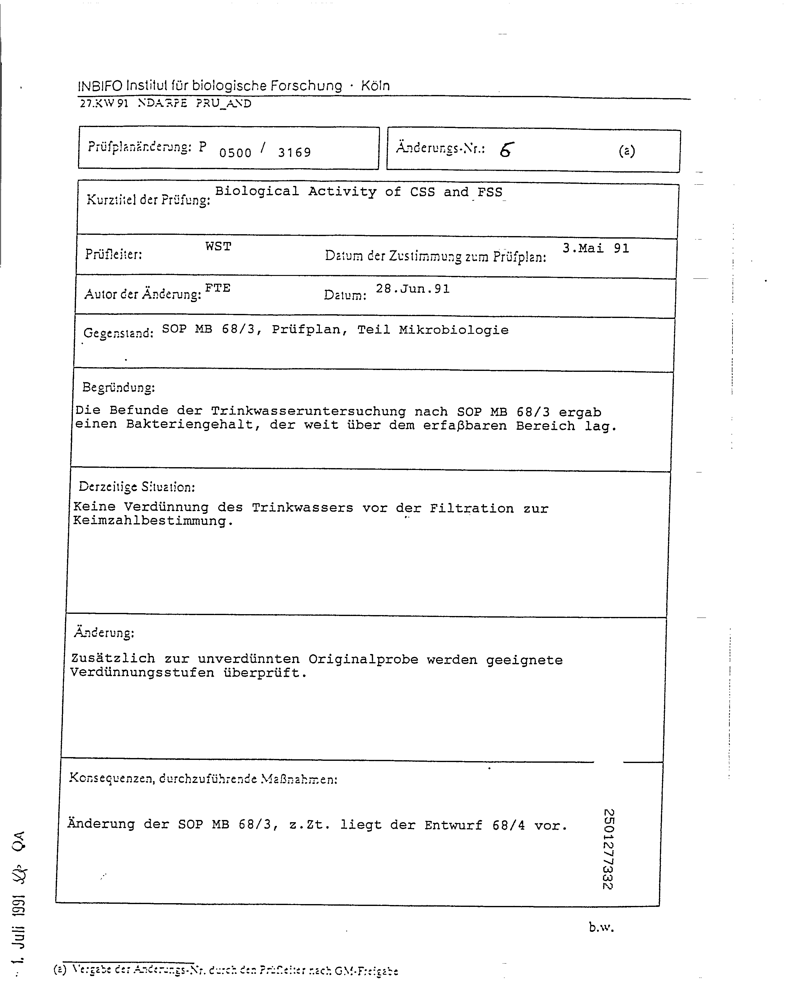 INBIFO Institut für biologische Forschung · Köln
27.KW 91 NDARPE PRU_AND
Prüfplanänderung: P 0500 / 3169
Änderungs-Nr.: 6 (a)
Kurztitel der Prüfung: Biological Activity of CSS and FSS
Prüfleiter: WST Datum der Zustimmung zum Prüfplan: 3.Mai 91
Autor der Änderung: FTE Datum: 28.Jun.91
Gegenstand: SOP MB 68/3, Prüfplan, Teil Mikrobiologie
Begründung:
Die Befunde der Trinkwasseruntersuchung nach SOP MB 68/3 ergab
einen Bakteriengehalt, der weit über dem erfaßbaren Bereich lag.
Derzeitige Situation:
Keine Verdünnung des Trinkwassers vor der Filtration zur
Keimzahlbestimmung.
Änderung:
Zusätzlich zur unverdünnten Originalprobe werden geeignete
Verdünnungsstufen überprüft.
Konsequenzen, durchzuführende Maßnahmen:
Änderung der SOP MB 68/3, z.Zt. liegt der Entwurf 68/4 vor.
2501277332
b.w.
(a) Vergabe der Änderungs-Nr. durch den Prüfleiter nach GM-Freigabe
1. Juli 1991 QA